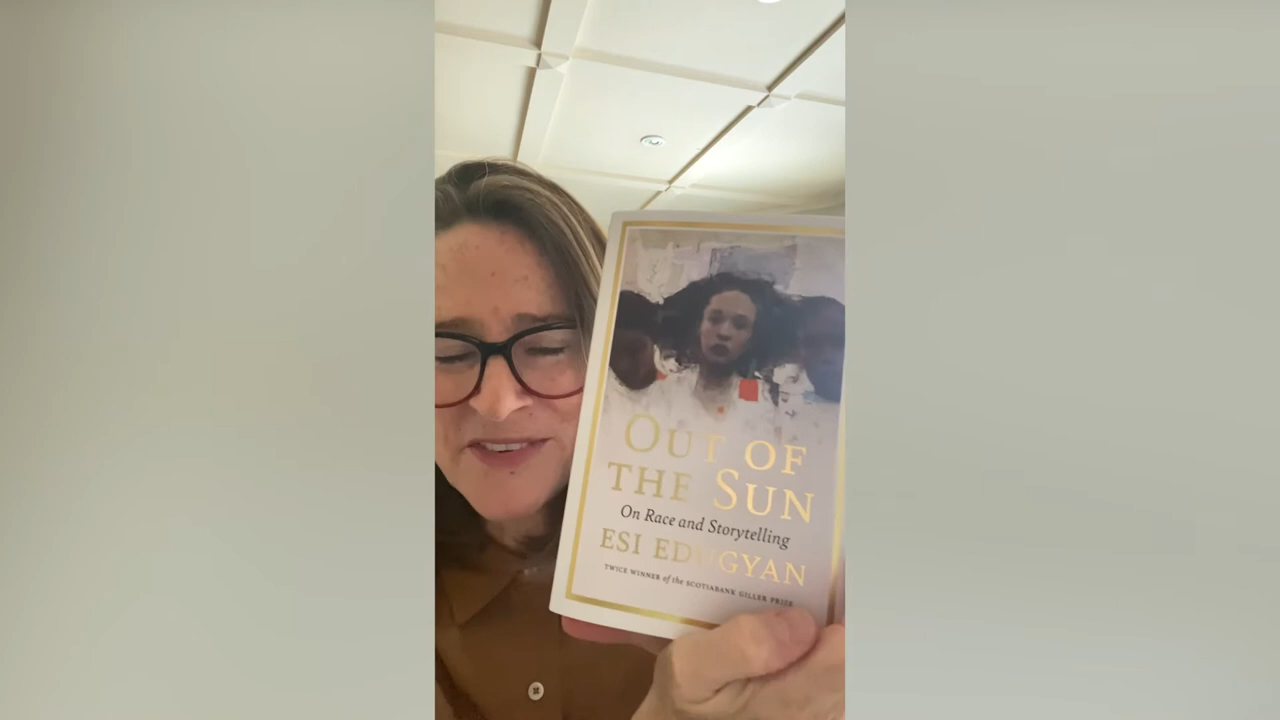 OUT OF
THE SUN
On Race and Storytelling
ESI EDUGYAN
TWICE WINNER of the SCOTIABANK GILLER PRIZE